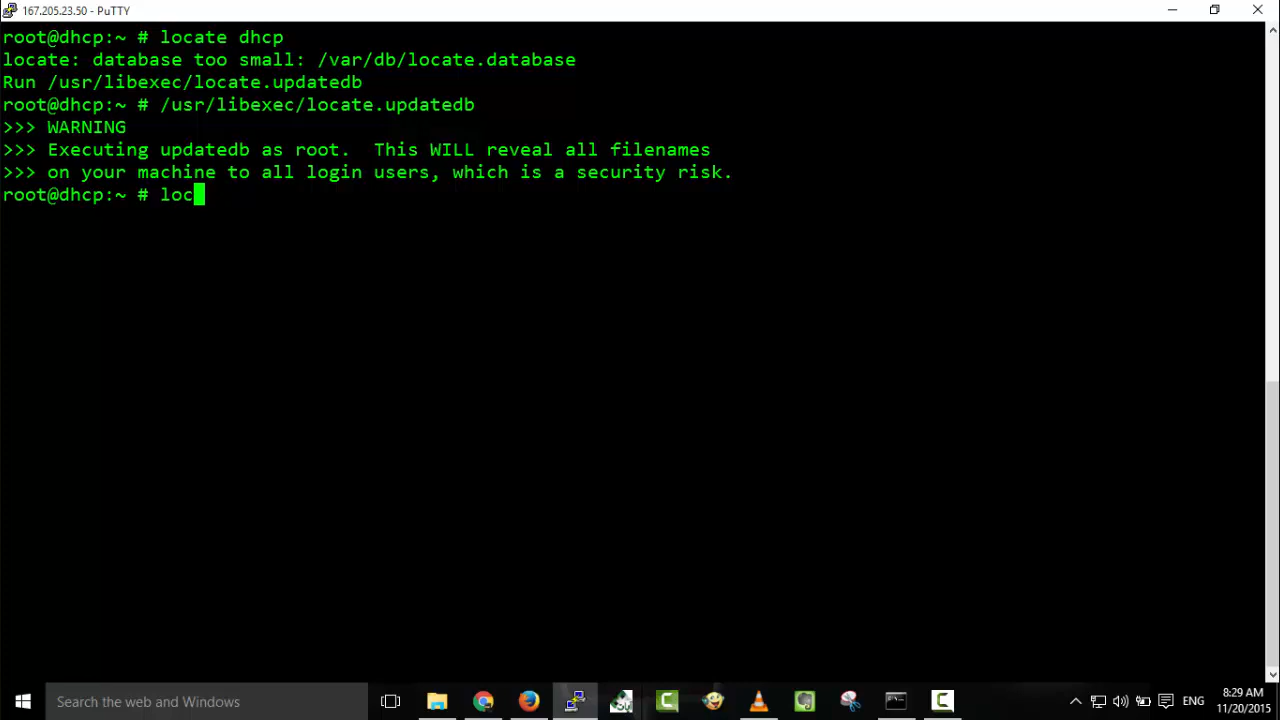 167.205.23.50 - PuTTY
root@dhcp:~ # locate dhcp
locate: database too small: /var/db/locate.database
Run /usr/libexec/locate.updatedb
root@dhcp:~ # /usr/libexec/locate.updatedb
>>> WARNING
>>> Executing updatedb as root.  This WILL reveal all filenames
>>> on your machine to all login users, which is a security risk.
root@dhcp:~ # loc
Search the web and Windows
ENG
8:29 AM
11/20/2015